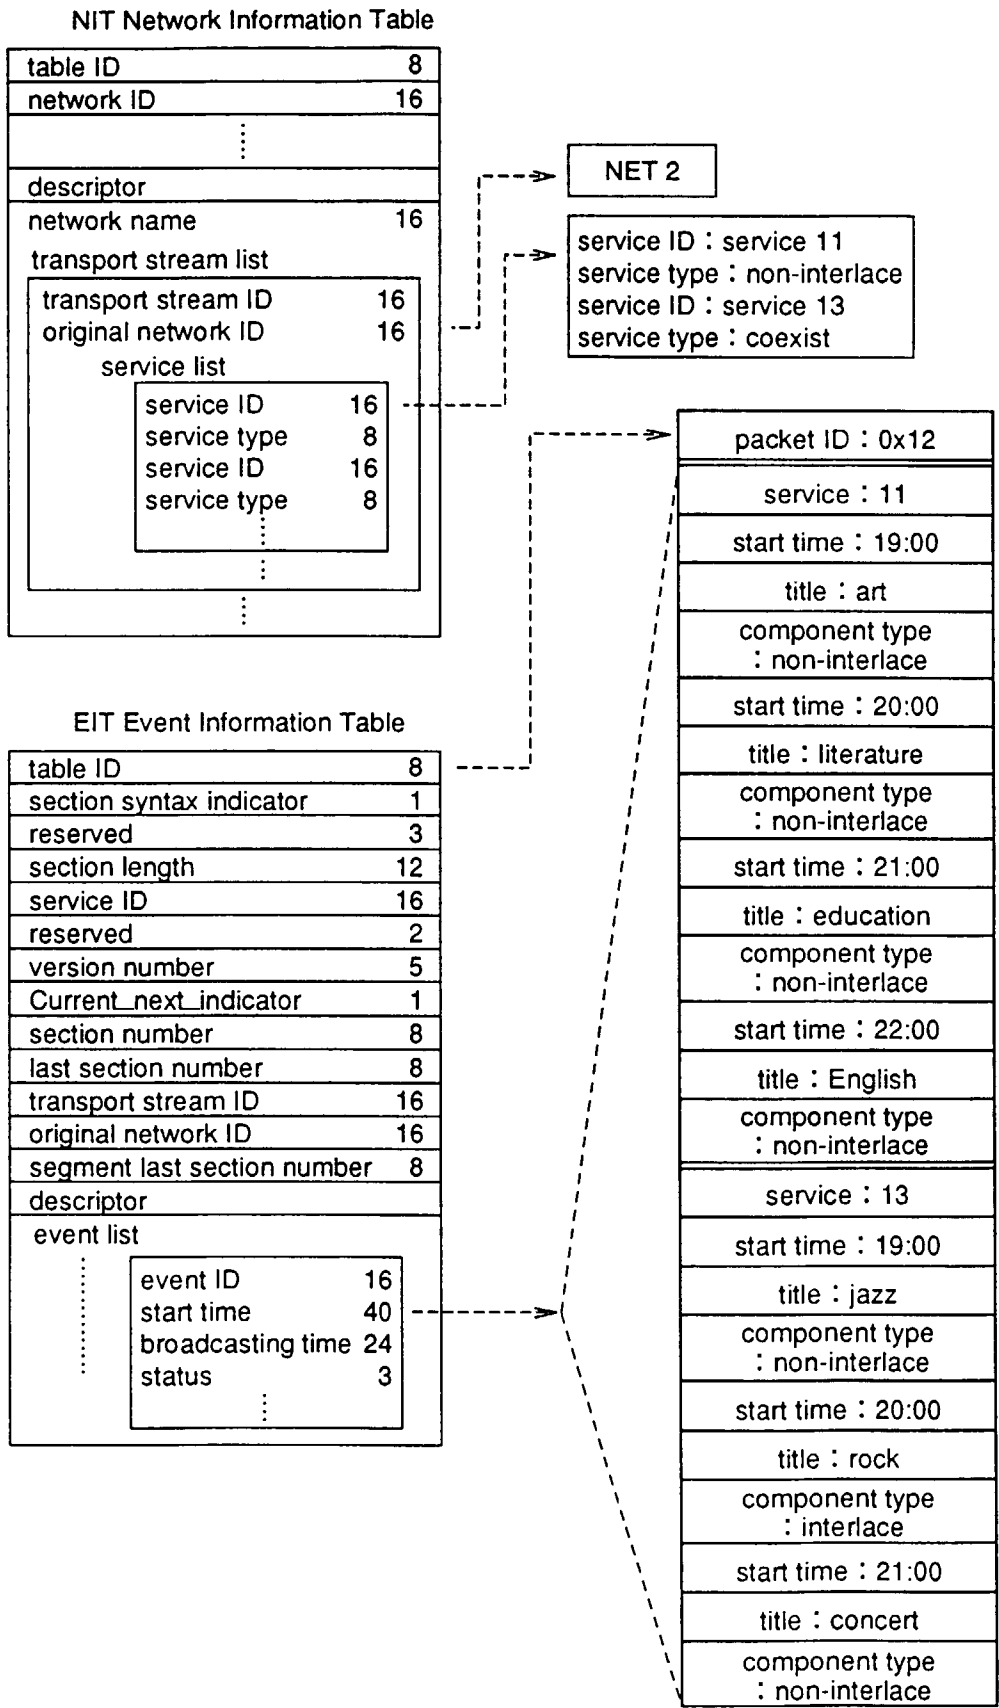 NIT Network Information Table
table ID 8
network ID 16
descriptor
network name 16
transport stream list
transport stream ID 16
original network ID 16
service list
service ID 16
service type 8
service ID 16
service type 8
NET 2
service ID : service 11
service type : non-interlace
service ID : service 13
service type : coexist
EIT Event Information Table
table ID 8
section syntax indicator 1
reserved 3
section length 12
service ID 16
reserved 2
version number 5
Current_next_indicator 1
section number 8
last section number 8
transport stream ID 16
original network ID 16
segment last section number 8
descriptor
event list
event ID 16
start time 40
broadcasting time 24
status 3
packet ID : 0x12
service : 11
start time : 19:00
title : art
component type
: non-interlace
start time : 20:00
title : literature
component type
: non-interlace
start time : 21:00
title : education
component type
: non-interlace
start time : 22:00
title : English
component type
: non-interlace
service : 13
start time : 19:00
title : jazz
component type
: non-interlace
start time : 20:00
title : rock
component type
: interlace
start time : 21:00
title : concert
component type
: non-interlace